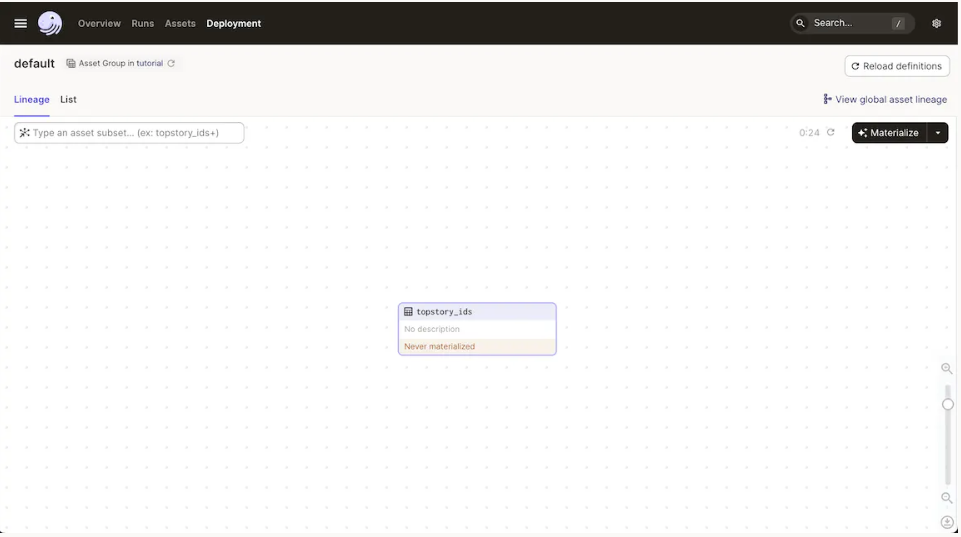 Overview Runs Assets Deployment Search... /
default Asset Group in tutorial Reload definitions
Lineage List View global asset lineage
Type an asset subset... (ex: topstory_ids+) 0:24 Materialize
topstory_ids
No description
Never materialized